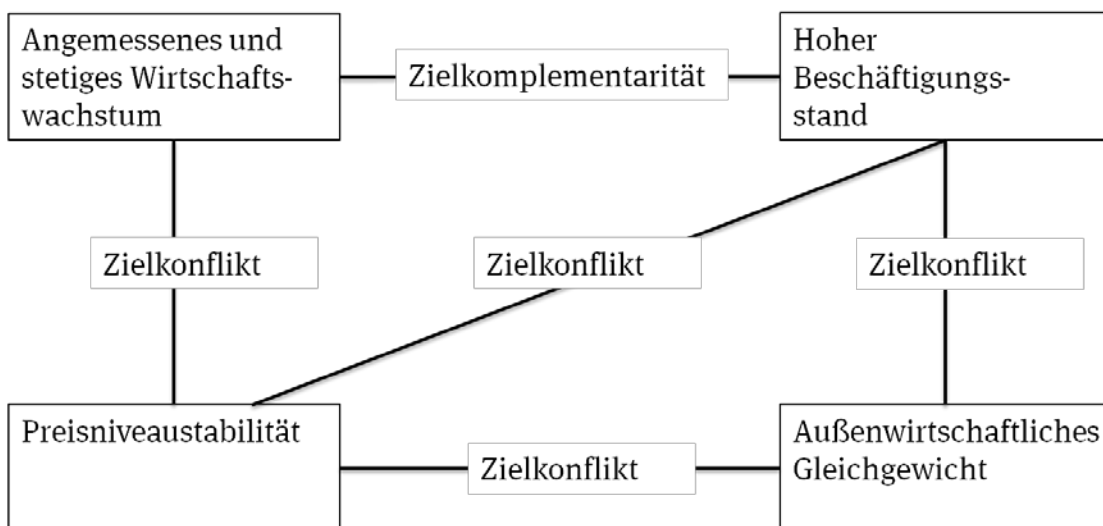 Angemessenes und
stetiges Wirtschafts-
wachstum
Zielkomplementarität
Hoher
Beschäftigungs-
stand
Zielkonflikt
Zielkonflikt
Zielkonflikt
Preisniveaustabilität
Zielkonflikt
Außenwirtschaftliches
Gleichgewicht